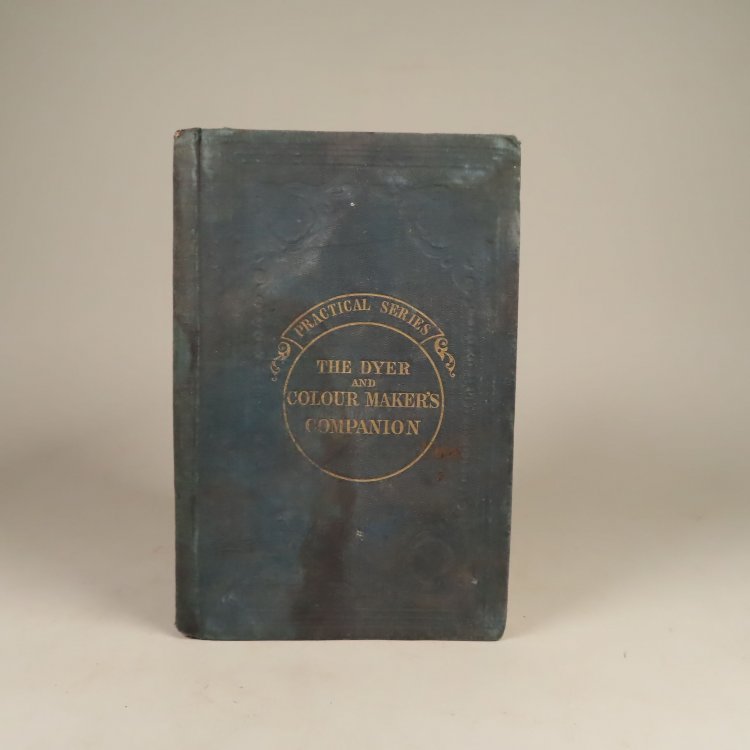 PRACTICAL SERIES
THE DYER
AND
COLOUR MAKER'S
COMPANION